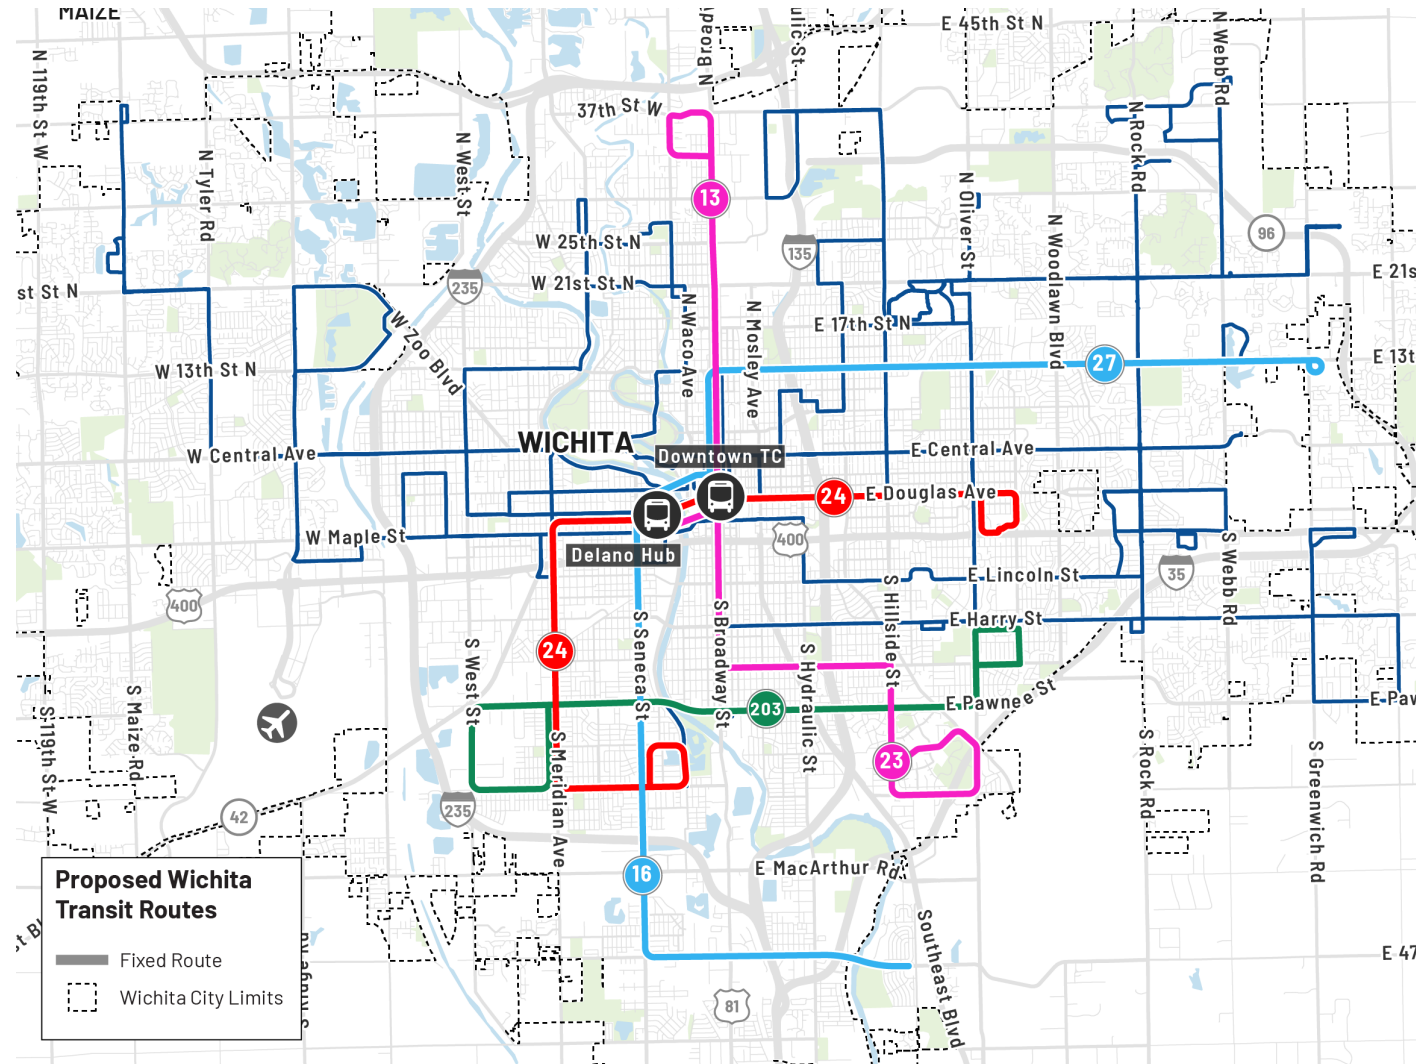 MAIZE
E 45th St N
N Broadw
ulic St
N Webb Rd
N 119th St W
37th St W
N Rock Rd
N West St
N Tyler Rd
N Oliver St
13
N Woodlawn Blvd
96
W 25th St N
135
E 21s
st St N
235
W 21st St N
N Waco Ave
N Mosley Ave
E 17th St N
W Zoo Blvd
W 13th St N
27
E 13t
WICHITA
W Central Ave
Downtown TC
E Central Ave
24
E Douglas Ave
W Maple St
400
Delano Hub
S Webb Rd
E Lincoln St
35
400
S Hillside St
S Seneca St
S Broadway St
E Harry St
24
S West St
S Hydraulic St
S Maize Rd
S 119th St W
203
E Pawnee St
E Paw
S Meridian Ave
23
S Rock Rd
S Greenwich Rd
235
42
16
E MacArthur Rd
Proposed Wichita
Transit Routes
Fixed Route
Wichita City Limits
Southeast Blvd
E 47
81